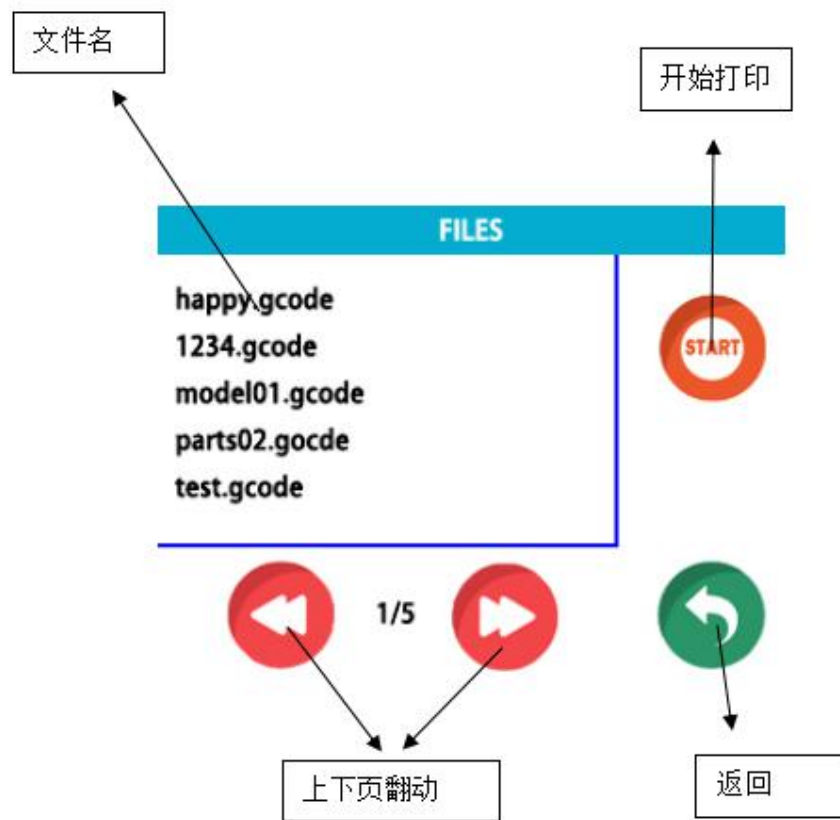 文件名
开始打印
FILES
happy.gcode
1234.gcode
model01.gcode
parts02.gocde
test.gcode
START
1/5
上下页翻动
返回